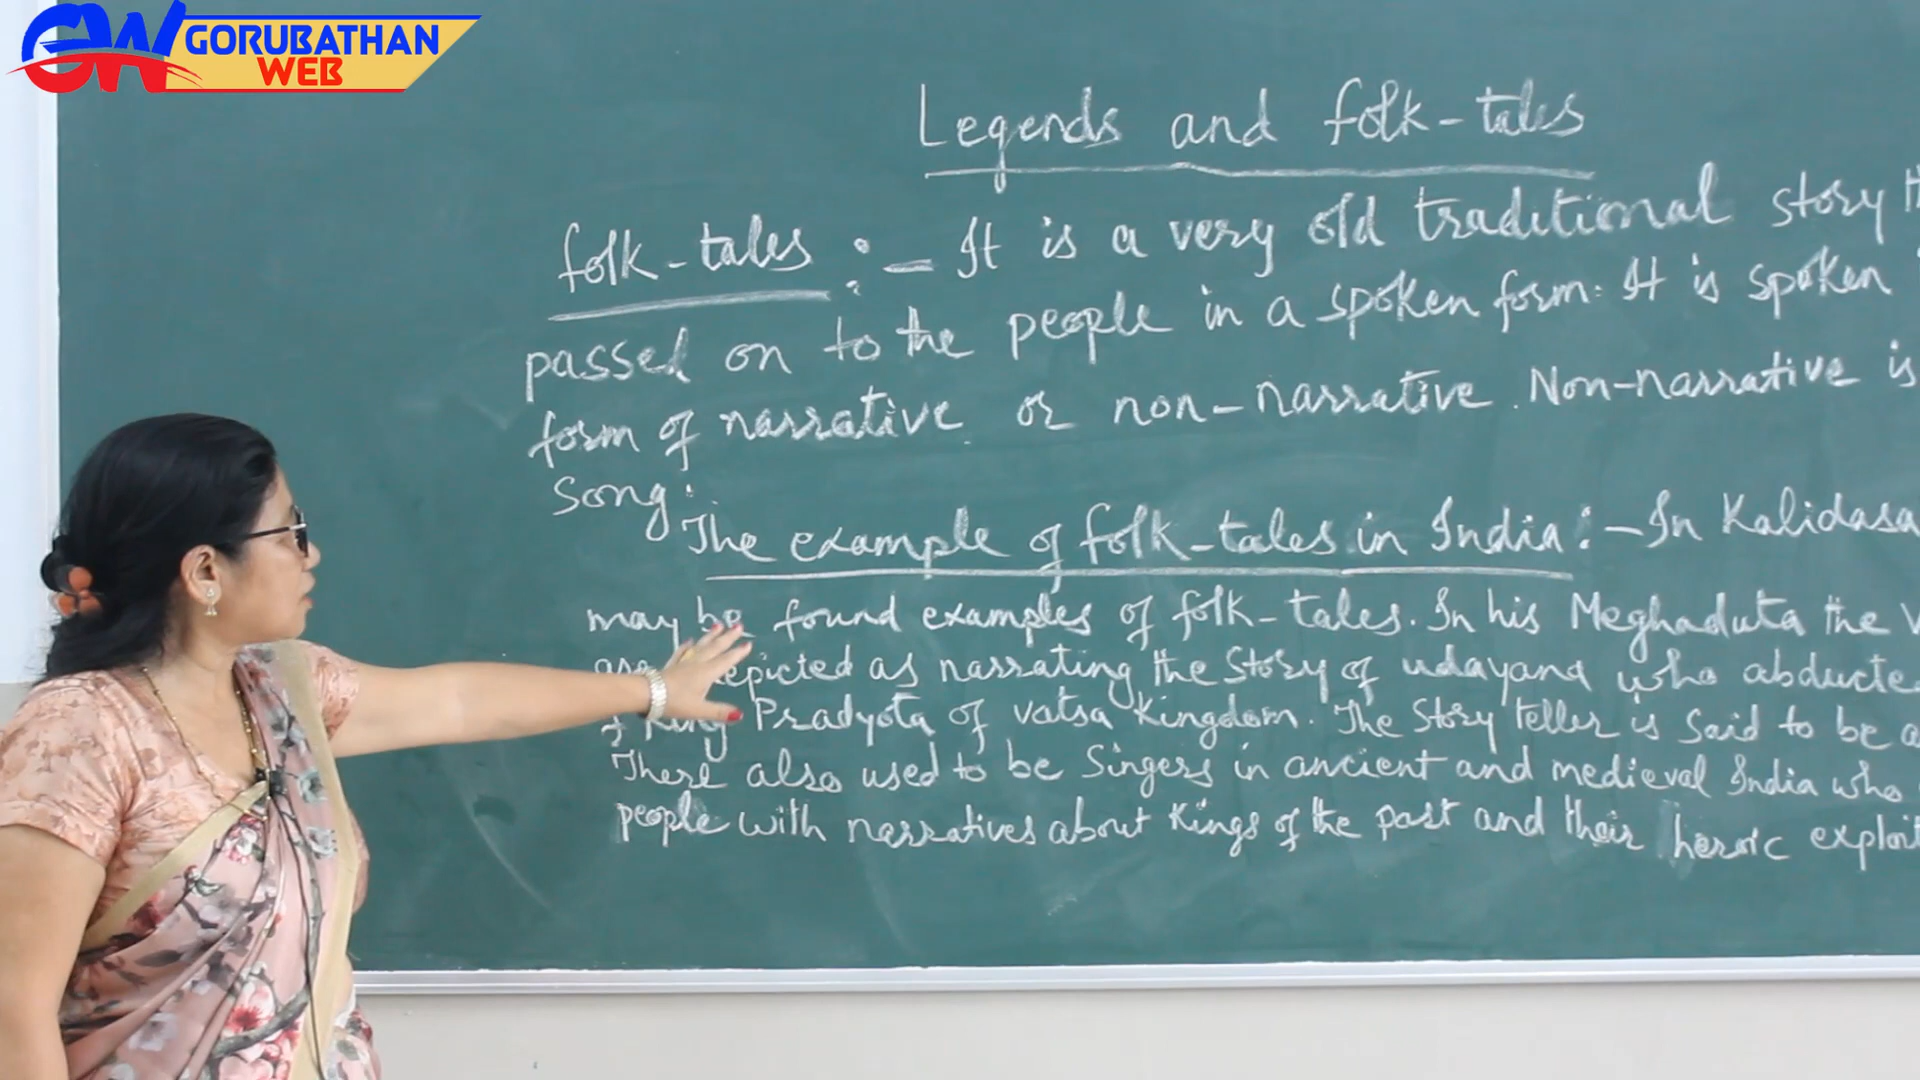 GW GORUBATHAN
WEB
Legends and folk-tales
folk-tales :- It is a very old traditional story
passed on to the people in a spoken form. It is spoken
form of narrative or non-narrative. Non-narrative is
Song.
The example of folk-tales in India :- In Kalidasa
may be found examples of folk-tales. In his Meghaduta the
are depicted as narrating the Story of udayana who abducte
King Pradyota of vatsa Kingdom. The Story teller is said to be a
There also used to be Singers in ancient and medieval India who
people with narratives about Kings of the past and their heroic exploit